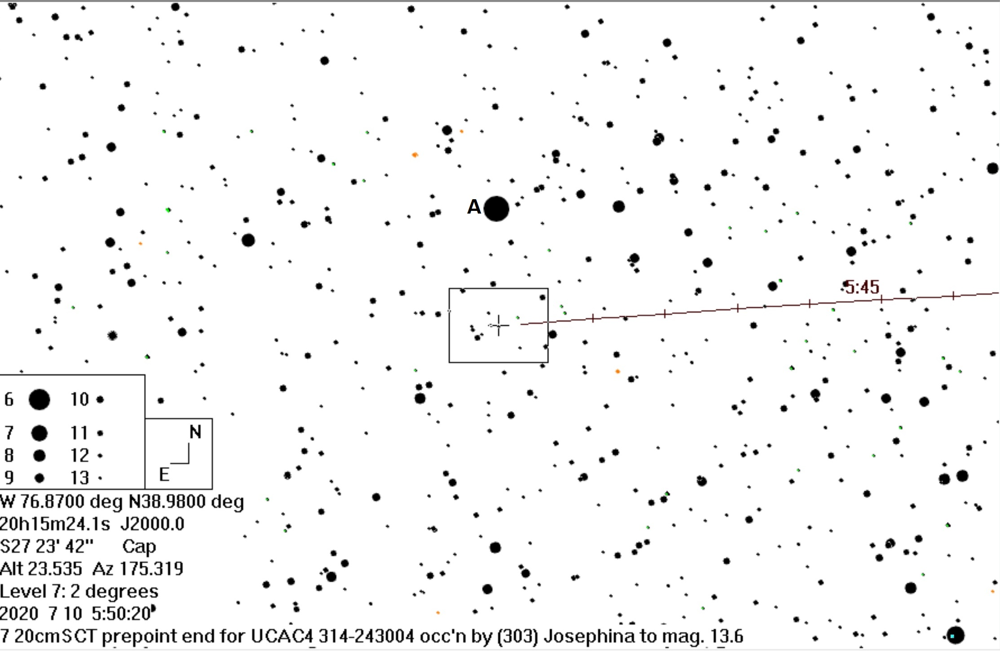 A
5:45
6 10
7 11
8 12
9 13
N
E
W 76.8700 deg N38.9800 deg
20h15m24.1s J2000.0
S27 23' 42" Cap
Alt 23.535 Az 175.319
Level 7: 2 degrees
2020 7 10 5:50:20
7 20cmSCT prepoint end for UCAC4 314-243004 occ'n by (303) Josephina to mag. 13.6